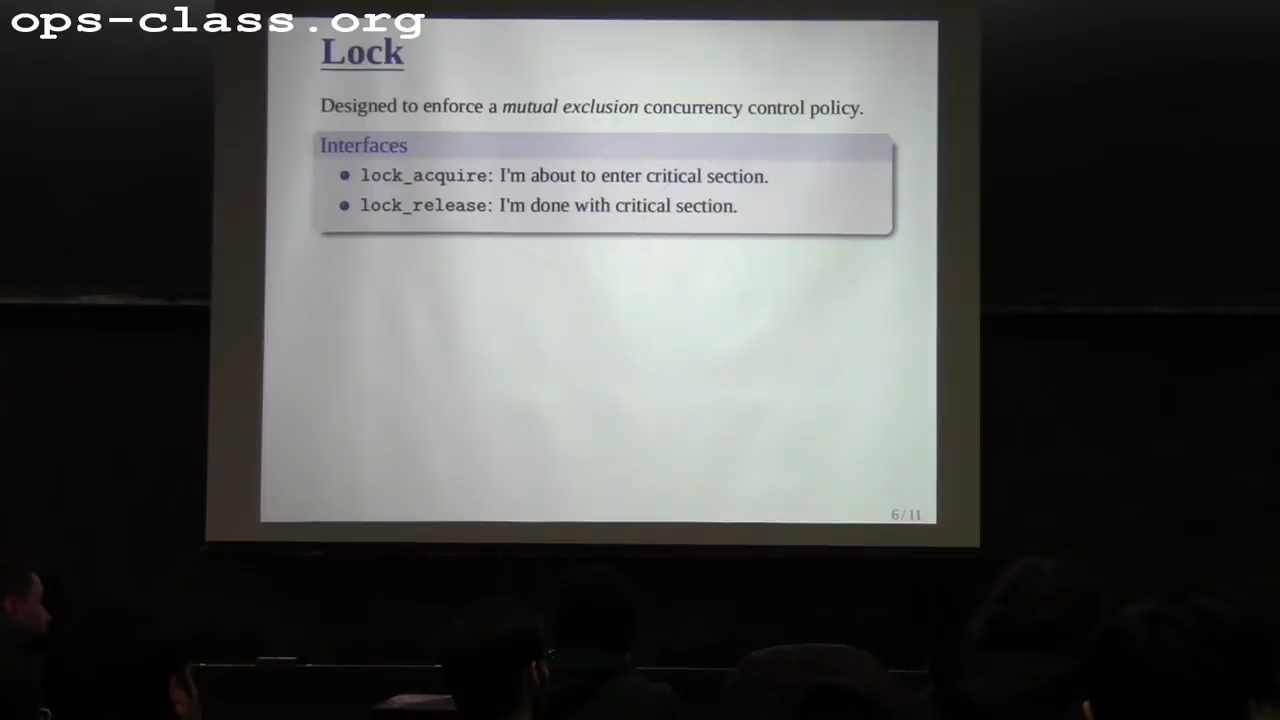 ops-class.org
Lock
Designed to enforce a mutual exclusion concurrency control policy.
Interfaces
lock_acquire: I'm about to enter critical section.
lock_release: I'm done with critical section.
6/11